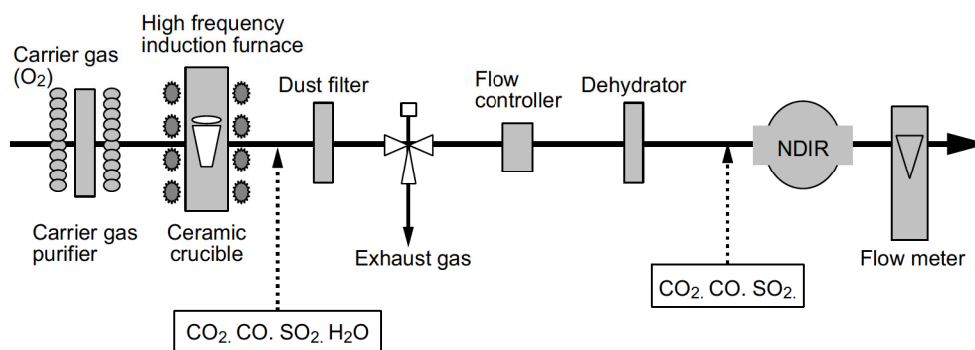 High frequency
induction furnace
Carrier gas
(O₂)
Dust filter
Flow
controller
Dehydrator
NDIR
Carrier gas
purifier
Ceramic
crucible
Exhaust gas
Flow meter
CO₂. CO. SO₂. H₂O
CO₂. CO. SO₂.